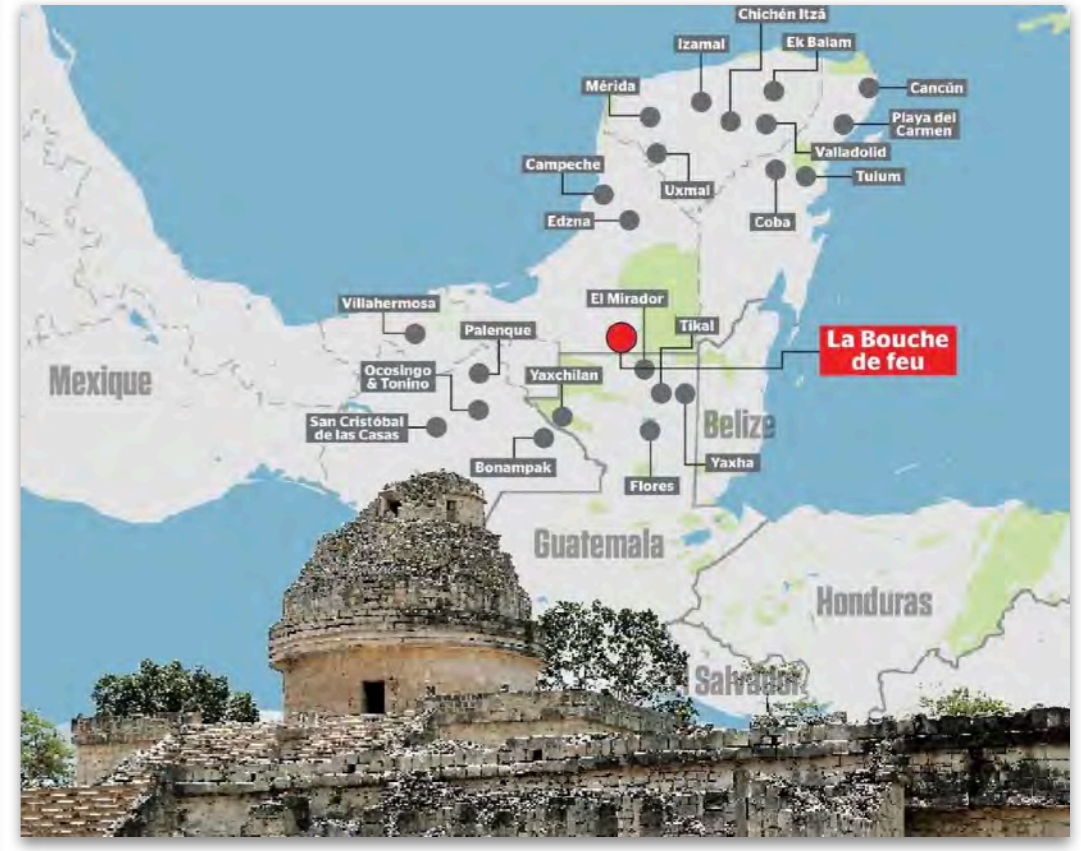 Chichén Itzá
Izamal
Ek Balam
Mérida
Cancún
Playa del
Carmen
Valladolid
Campeche
Uxmal
Tulum
Edzna
Coba
El Mirador
Villahermosa
Tikal
Palenque
La Bouche
de feu
Mexique
Ocosingo
& Tonino
Yaxchilan
San Cristóbal
de las Casas
Belize
Bonampak
Yaxha
Flores
Guatemala
Honduras
Salvador